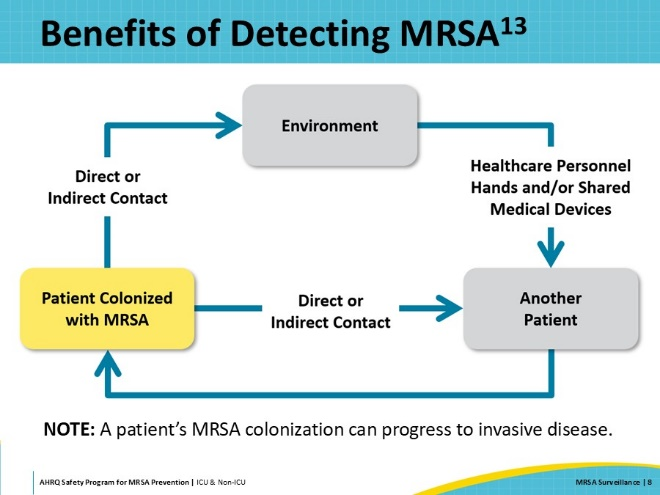 Benefits of Detecting MRSA13
Environment
Direct or
Indirect Contact
Healthcare Personnel
Hands and/or Shared
Medical Devices
Patient Colonized
with MRSA
Direct or
Indirect Contact
Another
Patient
NOTE: A patient’s MRSA colonization can progress to invasive disease.
AHRQ Safety Program for MRSA Prevention | ICU & Non-ICU
MRSA Surveillance | 8